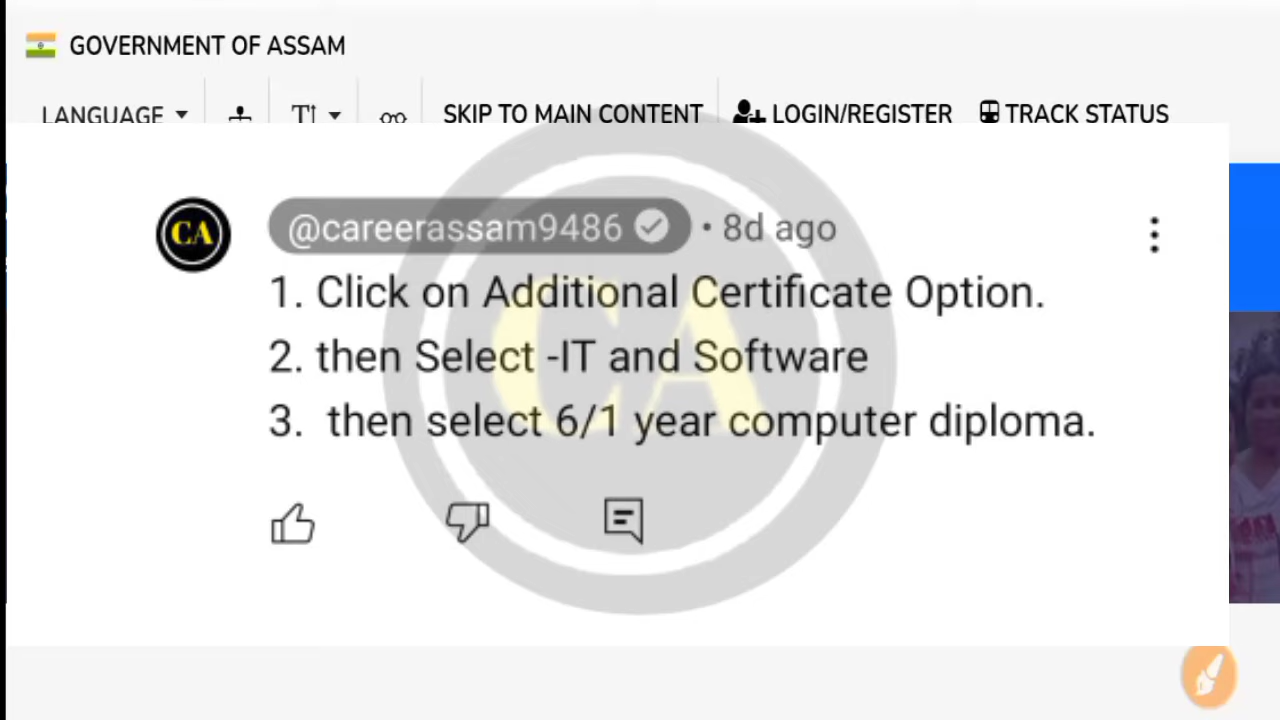 GOVERNMENT OF ASSAM
LANGUAGE SKIP TO MAIN CONTENT LOGIN/REGISTER TRACK STATUS
CA @careerassam9486 • 8d ago
1. Click on Additional Certificate Option.
2. then Select -IT and Software
3. then select 6/1 year computer diploma.
CA